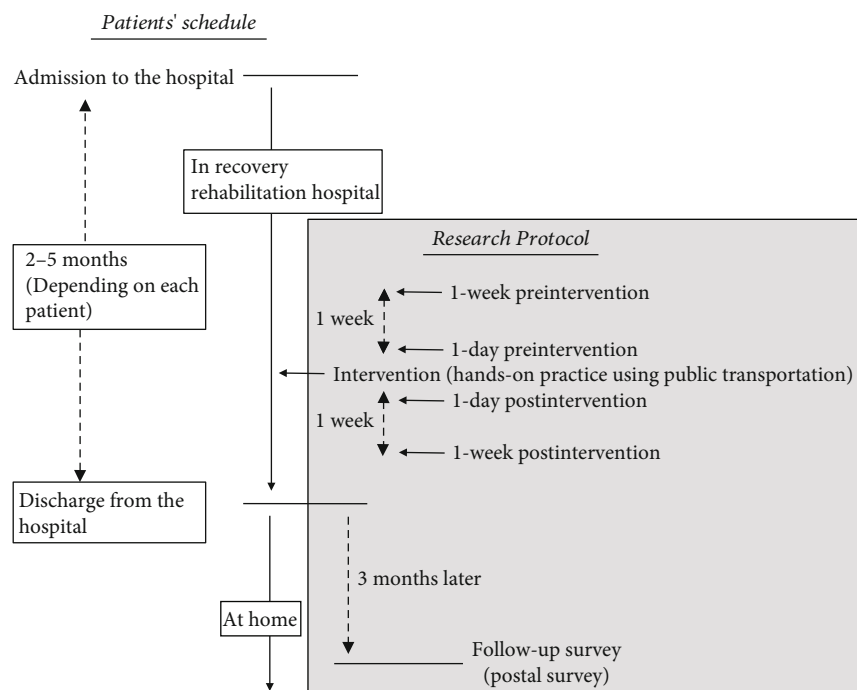 Patients' schedule
Admission to the hospital
In recovery
rehabilitation hospital
2–5 months
(Depending on each
patient)
Discharge from the
hospital
At home
Research Protocol
1-week preintervention
1 week
1-day preintervention
Intervention (hands-on practice using public transportation)
1-day postintervention
1 week
1-week postintervention
3 months later
Follow-up survey
(postal survey)